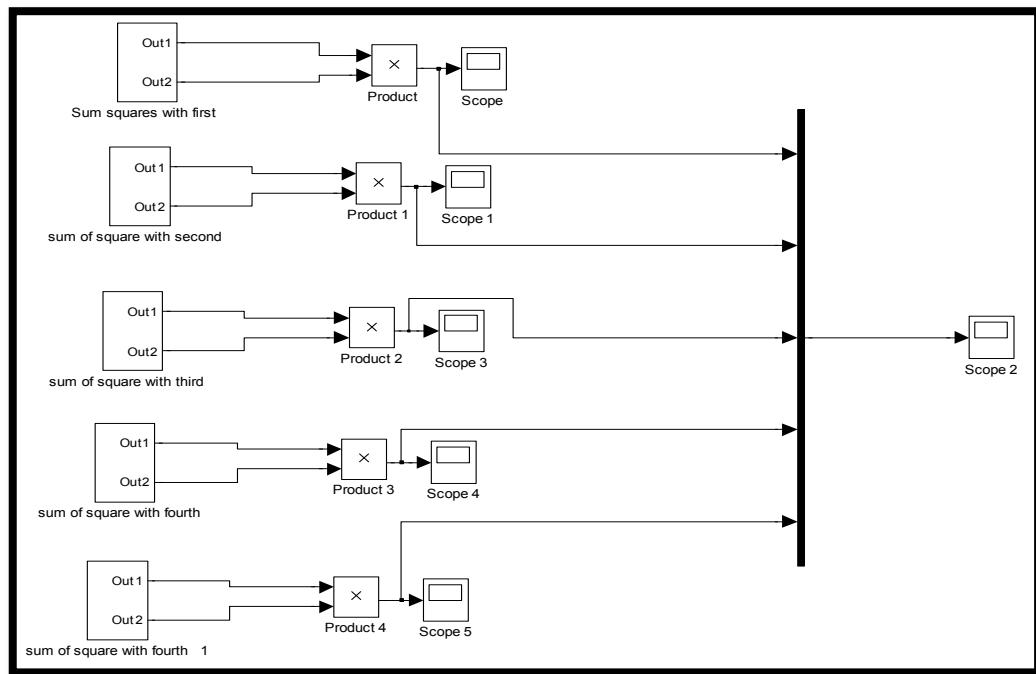 Out1
Out2
Sum squares with first
×
Product
Scope
Out1
Out2
sum of square with second
×
Product 1
Scope 1
Out1
Out2
sum of square with third
×
Product 2
Scope 3
Scope 2
Out1
Out2
sum of square with fourth
×
Product 3
Scope 4
Out1
Out2
sum of square with fourth 1
×
Product 4
Scope 5